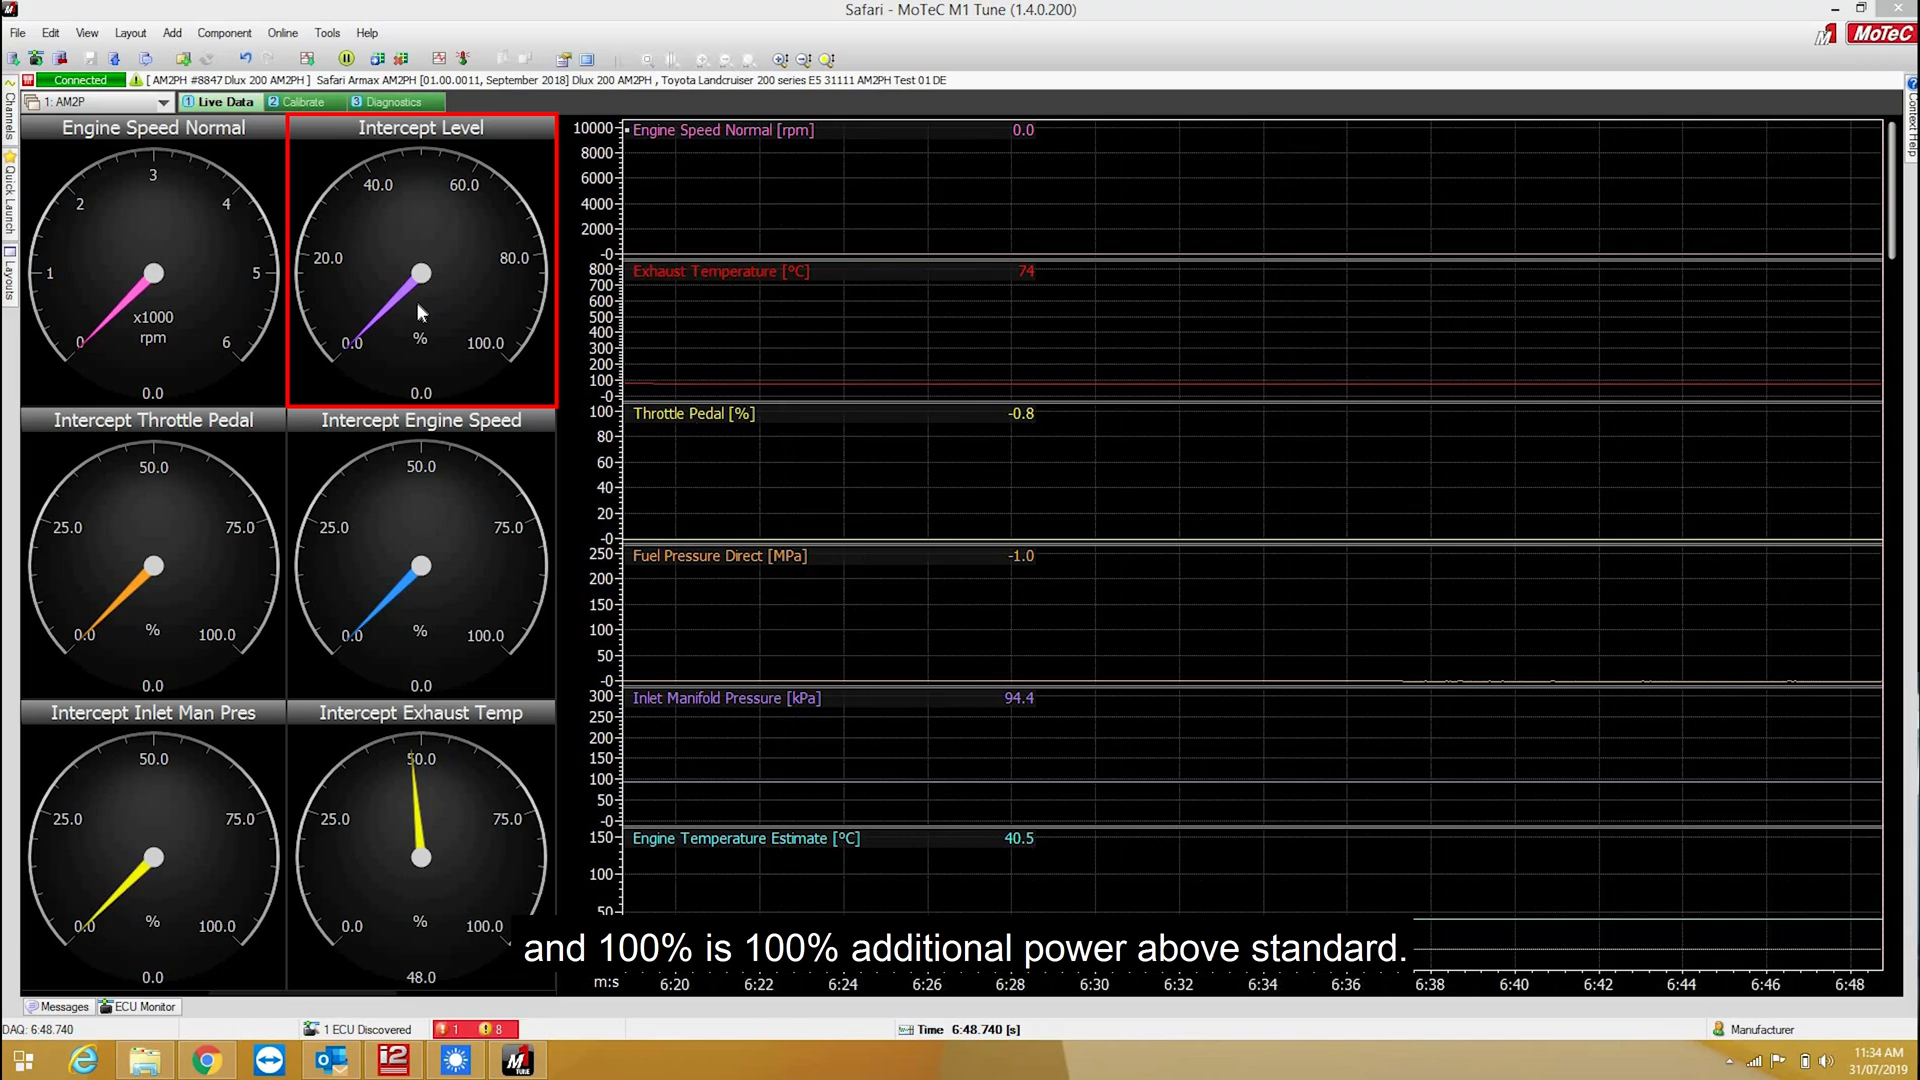 Safari - MoTeC M1 Tune (1.4.0.200)
File Edit View Layout Add Component Online Tools Help
MoTeC
Connected [ AM2PH #8847 Dlux 200 AM2PH ] Safari Armax AM2PH [01.00.0011, September 2018] Dlux 200 AM2PH , Toyota Landcruiser 200 series E5 31111 AM2PH Test 01 DE
1: AM2P 1 Live Data 2 Calibrate 3 Diagnostics
Channels
Quick Launch
Layouts
Context Help
Engine Speed Normal
0 1 2 3 4 5 6
x1000
rpm
0.0
Intercept Level
0.0 20.0 40.0 60.0 80.0 100.0
%
0.0
Intercept Throttle Pedal
0.0 25.0 50.0 75.0 100.0
%
0.0
Intercept Engine Speed
0.0 25.0 50.0 75.0 100.0
%
0.0
Intercept Inlet Man Pres
0.0 25.0 50.0 75.0 100.0
%
0.0
Intercept Exhaust Temp
0.0 25.0 50.0 75.0 100.0
%
48.0
Engine Speed Normal [rpm] 0.0
10000
8000
6000
4000
2000
-0
Exhaust Temperature [°C] 74
800
700
600
500
400
300
200
100
-0
Throttle Pedal [%] -0.8
100
80
60
40
20
-0
Fuel Pressure Direct [MPa] -1.0
250
200
150
100
50
-0
Inlet Manifold Pressure [kPa] 94.4
300
250
200
150
100
50
-0
Engine Temperature Estimate [°C] 40.5
150
100
50
and 100% is 100% additional power above standard.
m:s 6:20 6:22 6:24 6:26 6:28 6:30 6:32 6:34 6:36 6:38 6:40 6:42 6:44 6:46 6:48
Messages ECU Monitor
DAQ: 6:48.740 1 ECU Discovered 1 8 Time 6:48.740 [s] Manufacturer
i2 M1 TUNE
11:34 AM
31/07/2019